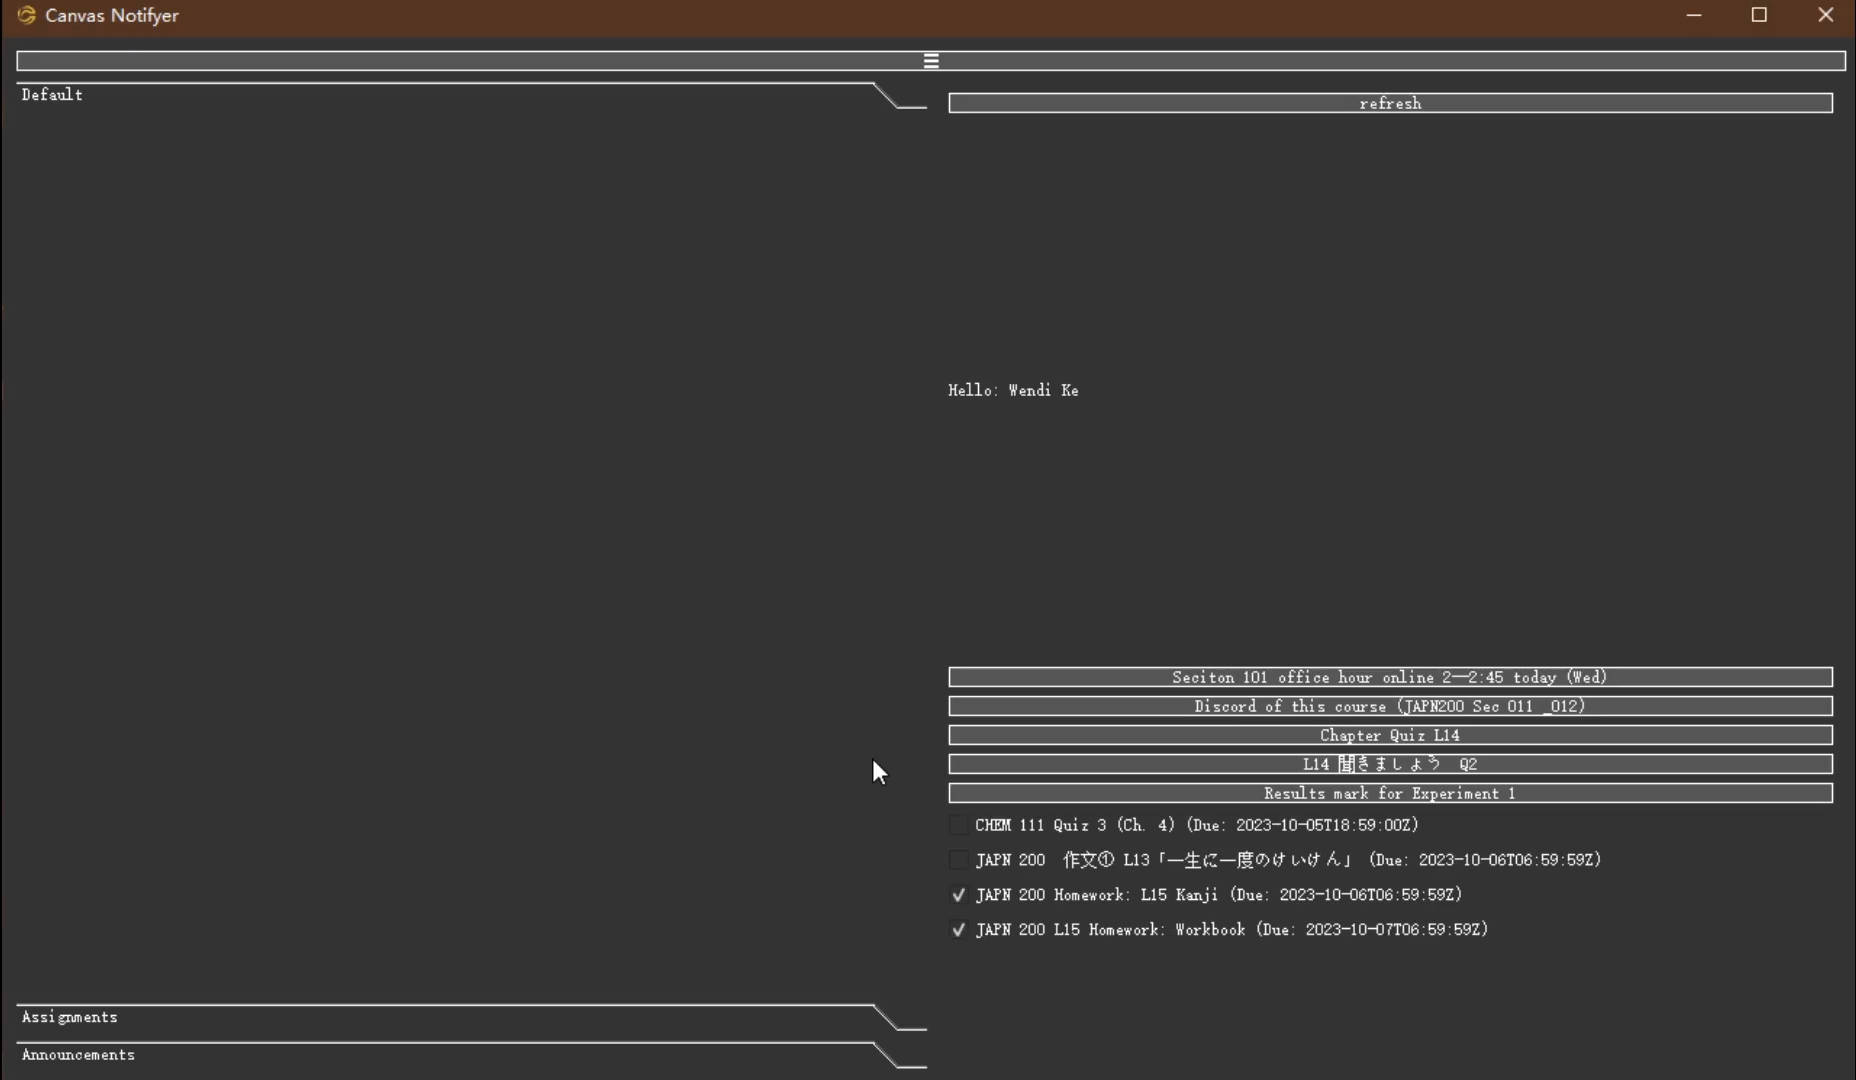 Canvas Notifyer
Default
refresh
Hello: Wendi Ke
Seciton 101 office hour online 2--2:45 today (Wed)
Discord of this course (JAPN200 Sec 011 _012)
Chapter Quiz L14
L14 聞きましょう　Q2
Results mark for Experiment 1
CHEM 111 Quiz 3 (Ch. 4) (Due: 2023-10-05T18:59:00Z)
JAPN 200　作文① L13「一生に一度のけいけん」 (Due: 2023-10-06T06:59:59Z)
JAPN 200 Homework: L15 Kanji (Due: 2023-10-06T06:59:59Z)
JAPN 200 L15 Homework: Workbook (Due: 2023-10-07T06:59:59Z)
Assignments
Announcements